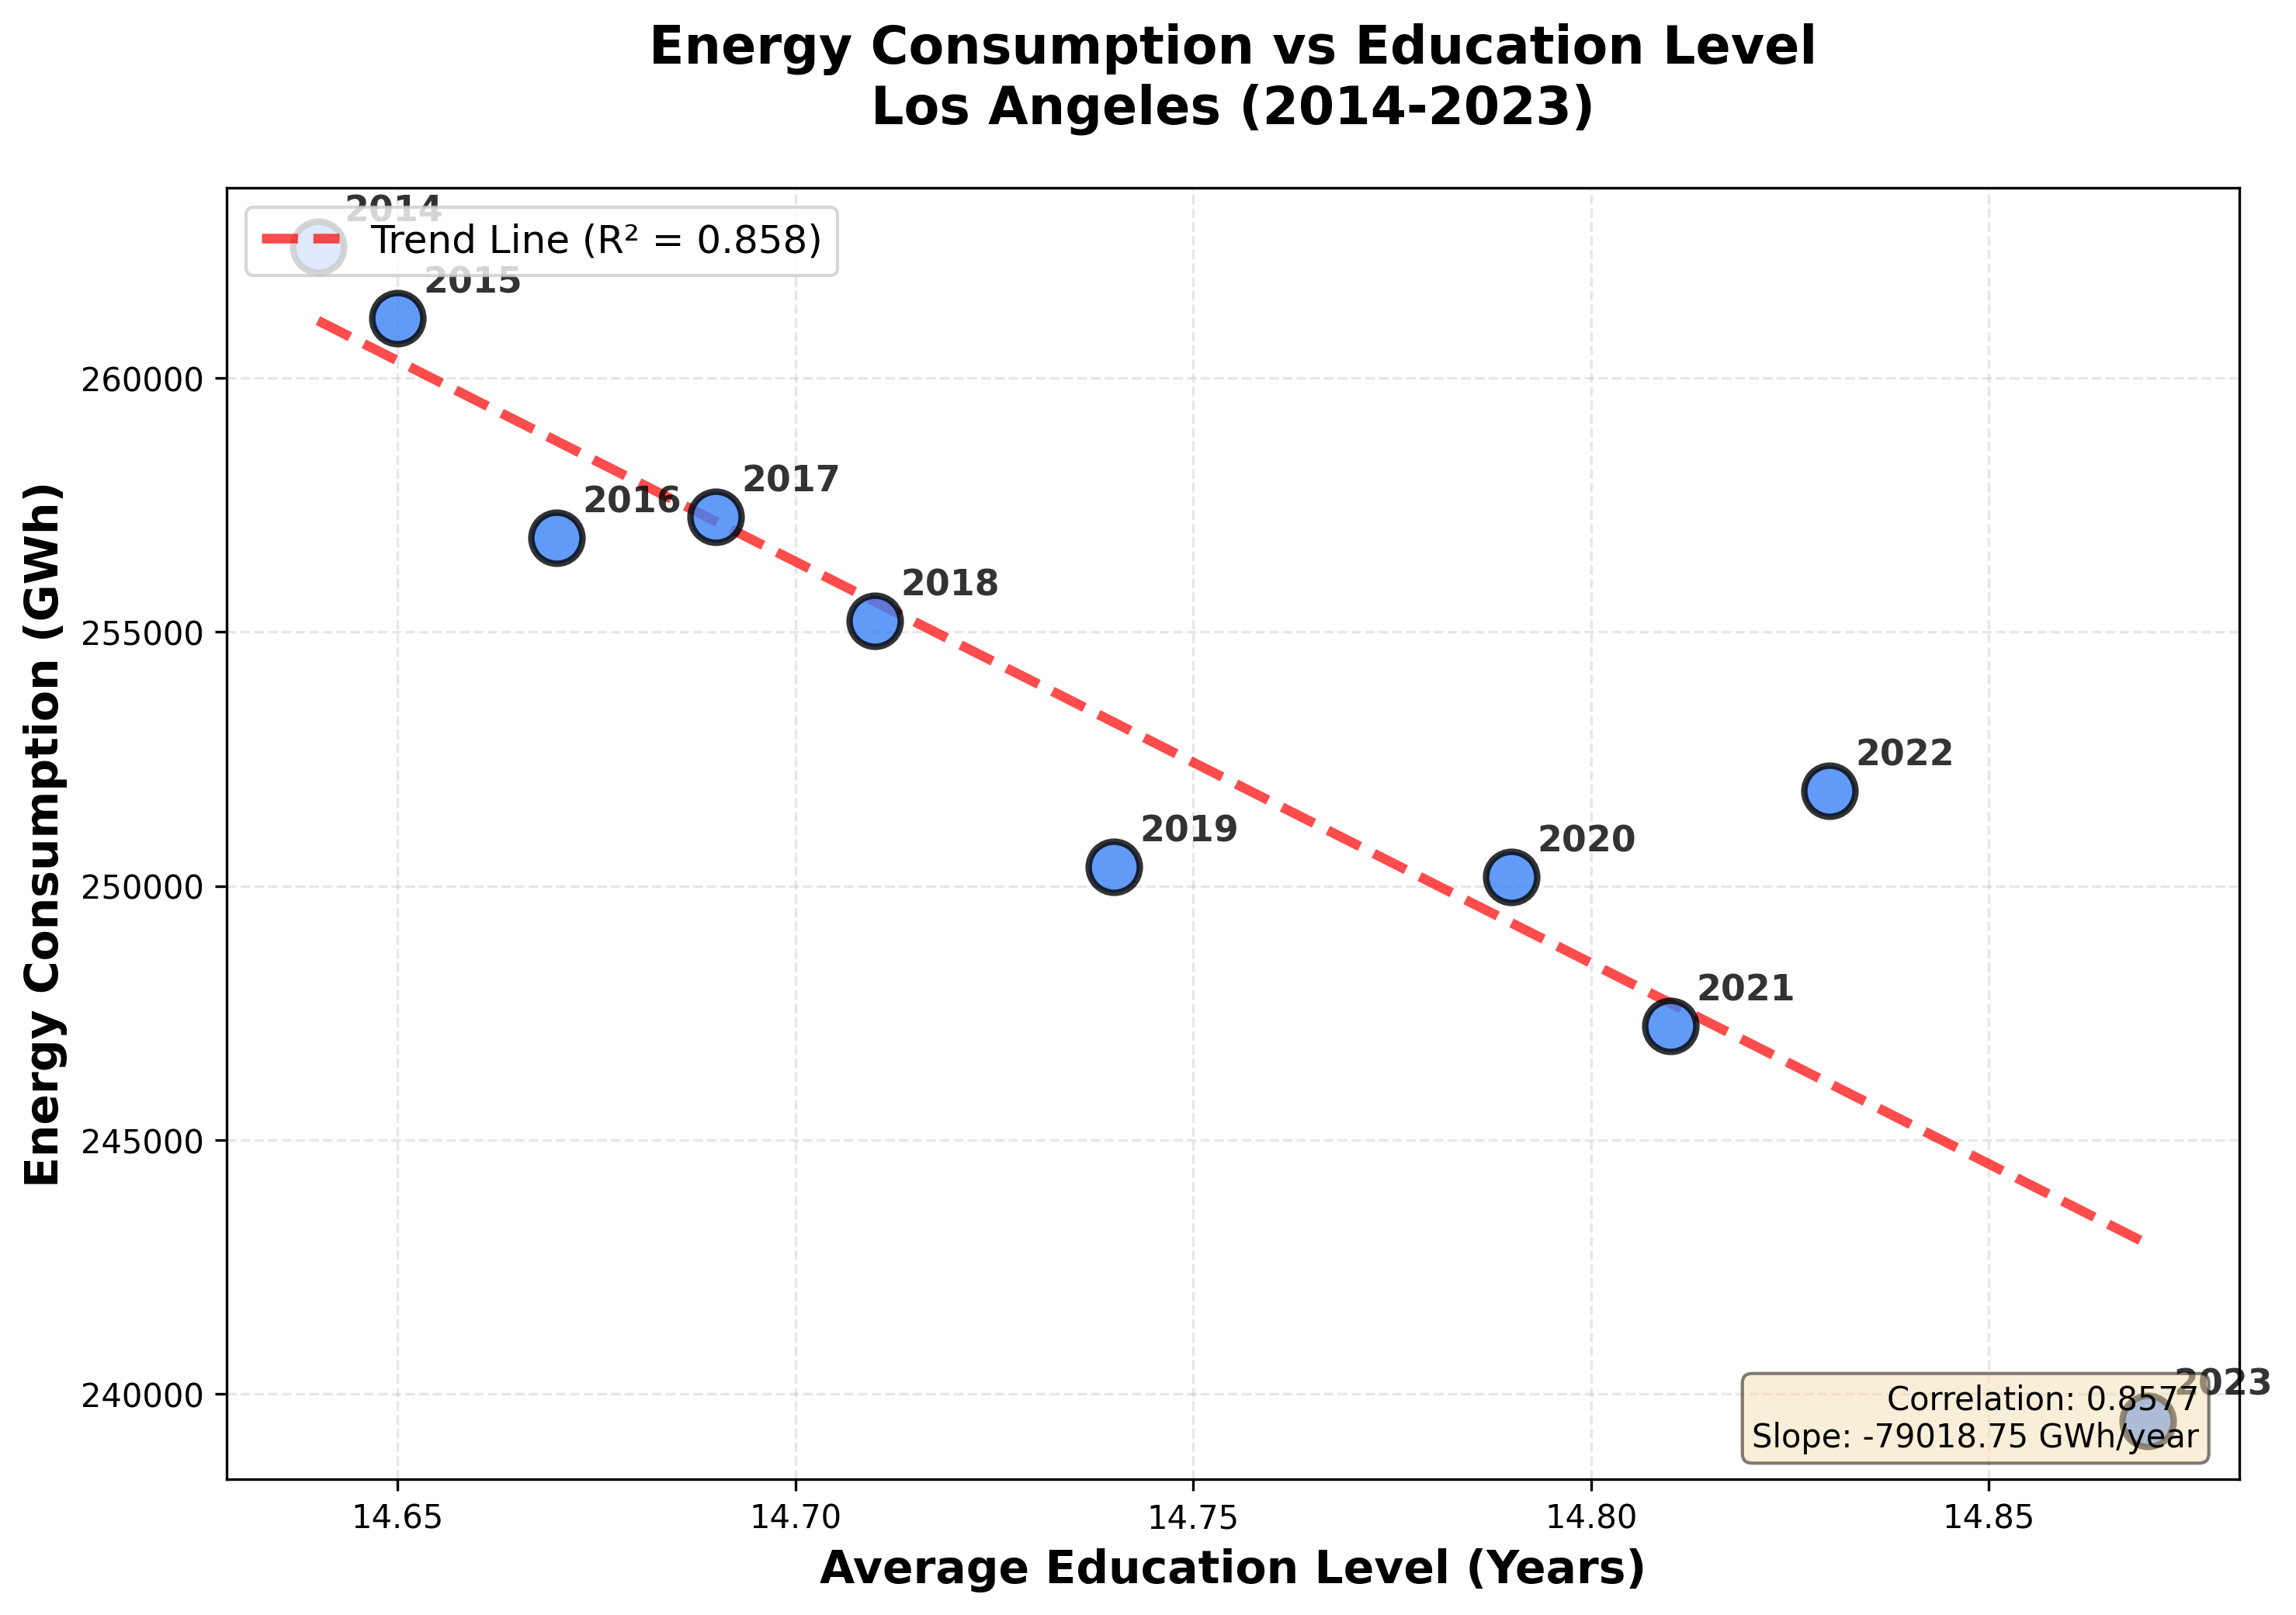 Energy Consumption vs Education Level
Los Angeles (2014-2023)
2014
Trend Line (R² = 0.858)
2015
260000
2017
2016
2018
255000
2022
2019
2020
250000
2021
245000
2023
240000
Correlation: 0.8577
Slope: -79018.75 GWh/year
Energy Consumption (GWh)
14.65
14.70
14.75
14.80
14.85
Average Education Level (Years)